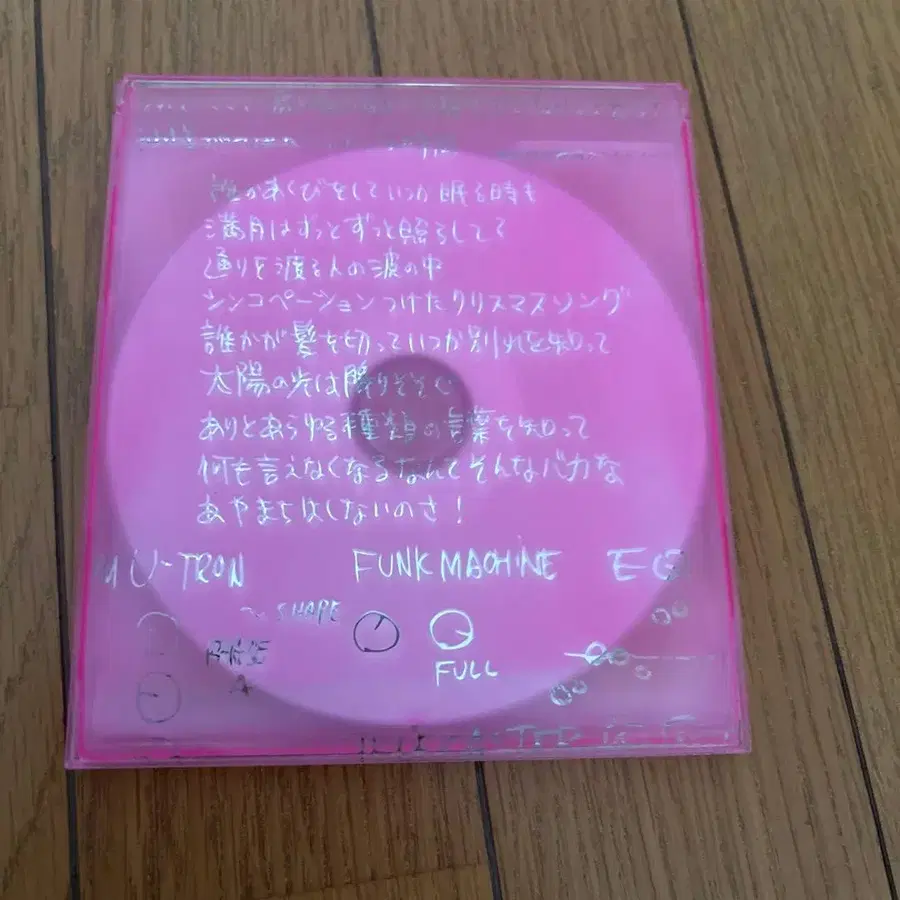 誰かあくびをしていつか眠る時も
満月はずっとずっと照らしてる
通りを渡る人の波の中
シンコペーションつけたクリスマスソング
誰かが髪を切っていつか別れを知って
太陽の光は降りそそぐ
ありとあらゆる種類の言葉を知って
何も言えなくなるなんてそんなバカな
あやまちはしないのさ!
U-TRON FUNK MACHINE EQ
SHAPE
FULL